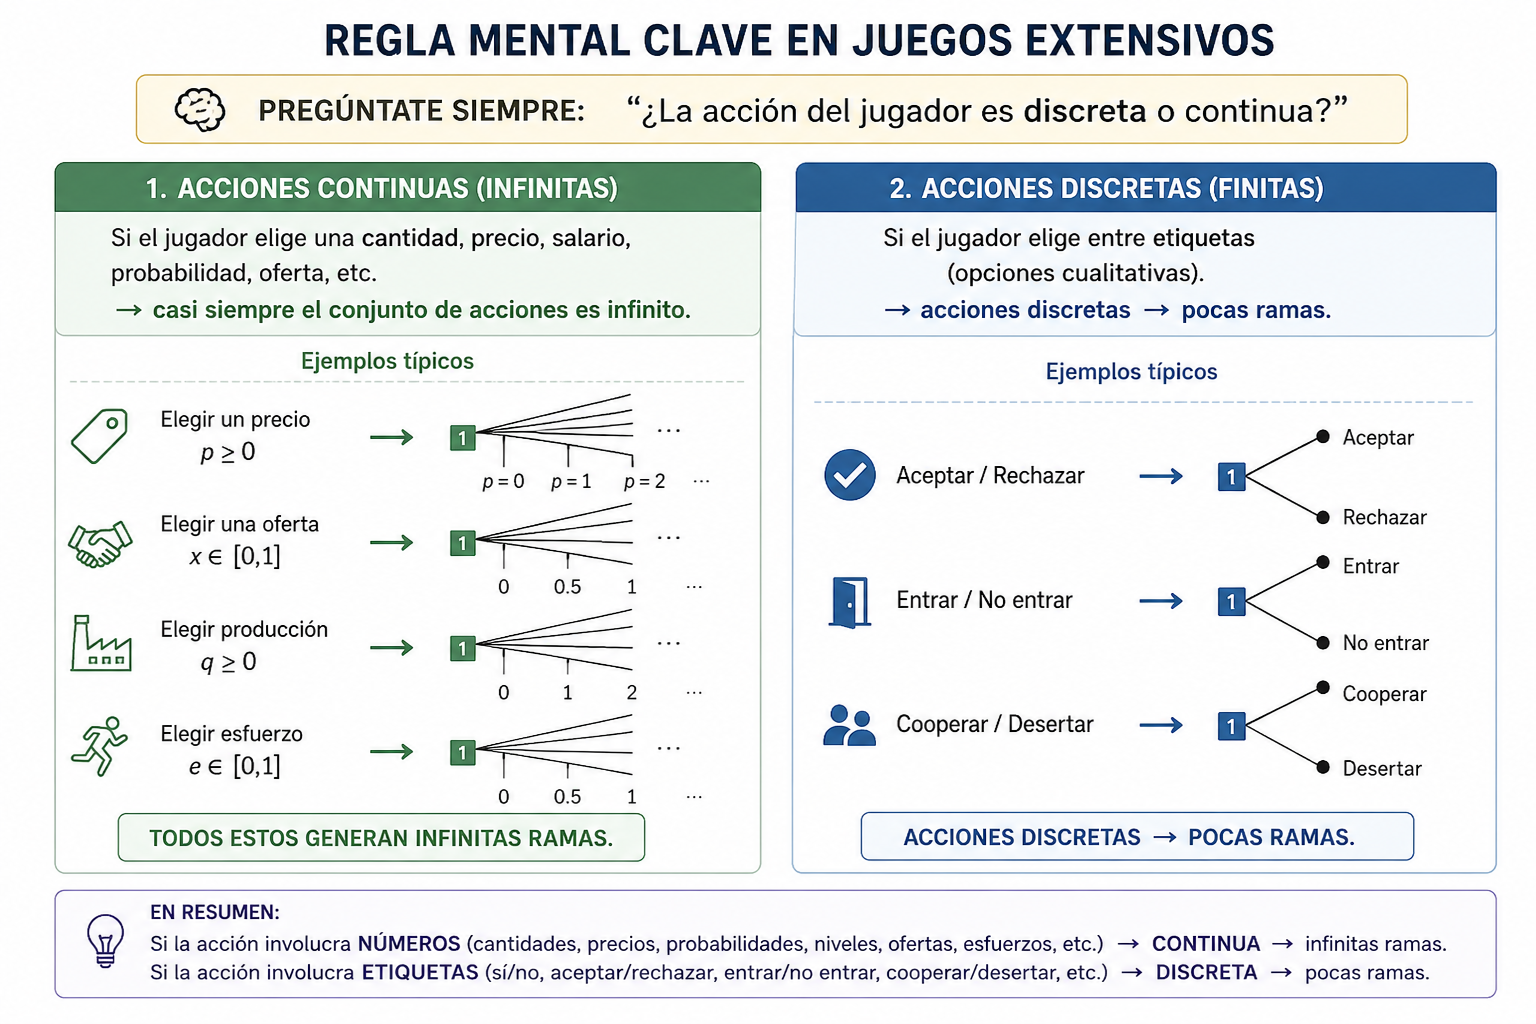 REGLA MENTAL CLAVE EN JUEGOS EXTENSIVOS
PREGÚNTATE SIEMPRE: “¿La acción del jugador es discreta o continua?”
1. ACCIONES CONTINUAS (INFINITAS)
Si el jugador elige una cantidad, precio, salario,
probabilidad, oferta, etc.
→ casi siempre el conjunto de acciones es infinito.
Ejemplos típicos
Elegir un precio
p ≥ 0
→
1
...
p = 0 p = 1 p = 2 ...
Elegir una oferta
x ∈ [0,1]
→
1
...
0 0.5 1 ...
Elegir producción
q ≥ 0
→
1
...
0 1 2 ...
Elegir esfuerzo
e ∈ [0,1]
→
1
...
0 0.5 1 ...
TODOS ESTOS GENERAN INFINITAS RAMAS.
2. ACCIONES DISCRETAS (FINITAS)
Si el jugador elige entre etiquetas
(opciones cualitativas).
→ acciones discretas → pocas ramas.
Ejemplos típicos
Aceptar / Rechazar → 1
Aceptar
Rechazar
Entrar / No entrar → 1
Entrar
No entrar
Cooperar / Desertar → 1
Cooperar
Desertar
ACCIONES DISCRETAS → POCAS RAMAS.
EN RESUMEN:
Si la acción involucra NÚMEROS (cantidades, precios, probabilidades, niveles, ofertas, esfuerzos, etc.) → CONTINUA → infinitas ramas.
Si la acción involucra ETIQUETAS (sí/no, aceptar/rechazar, entrar/no entrar, cooperar/desertar, etc.) → DISCRETA → pocas ramas.